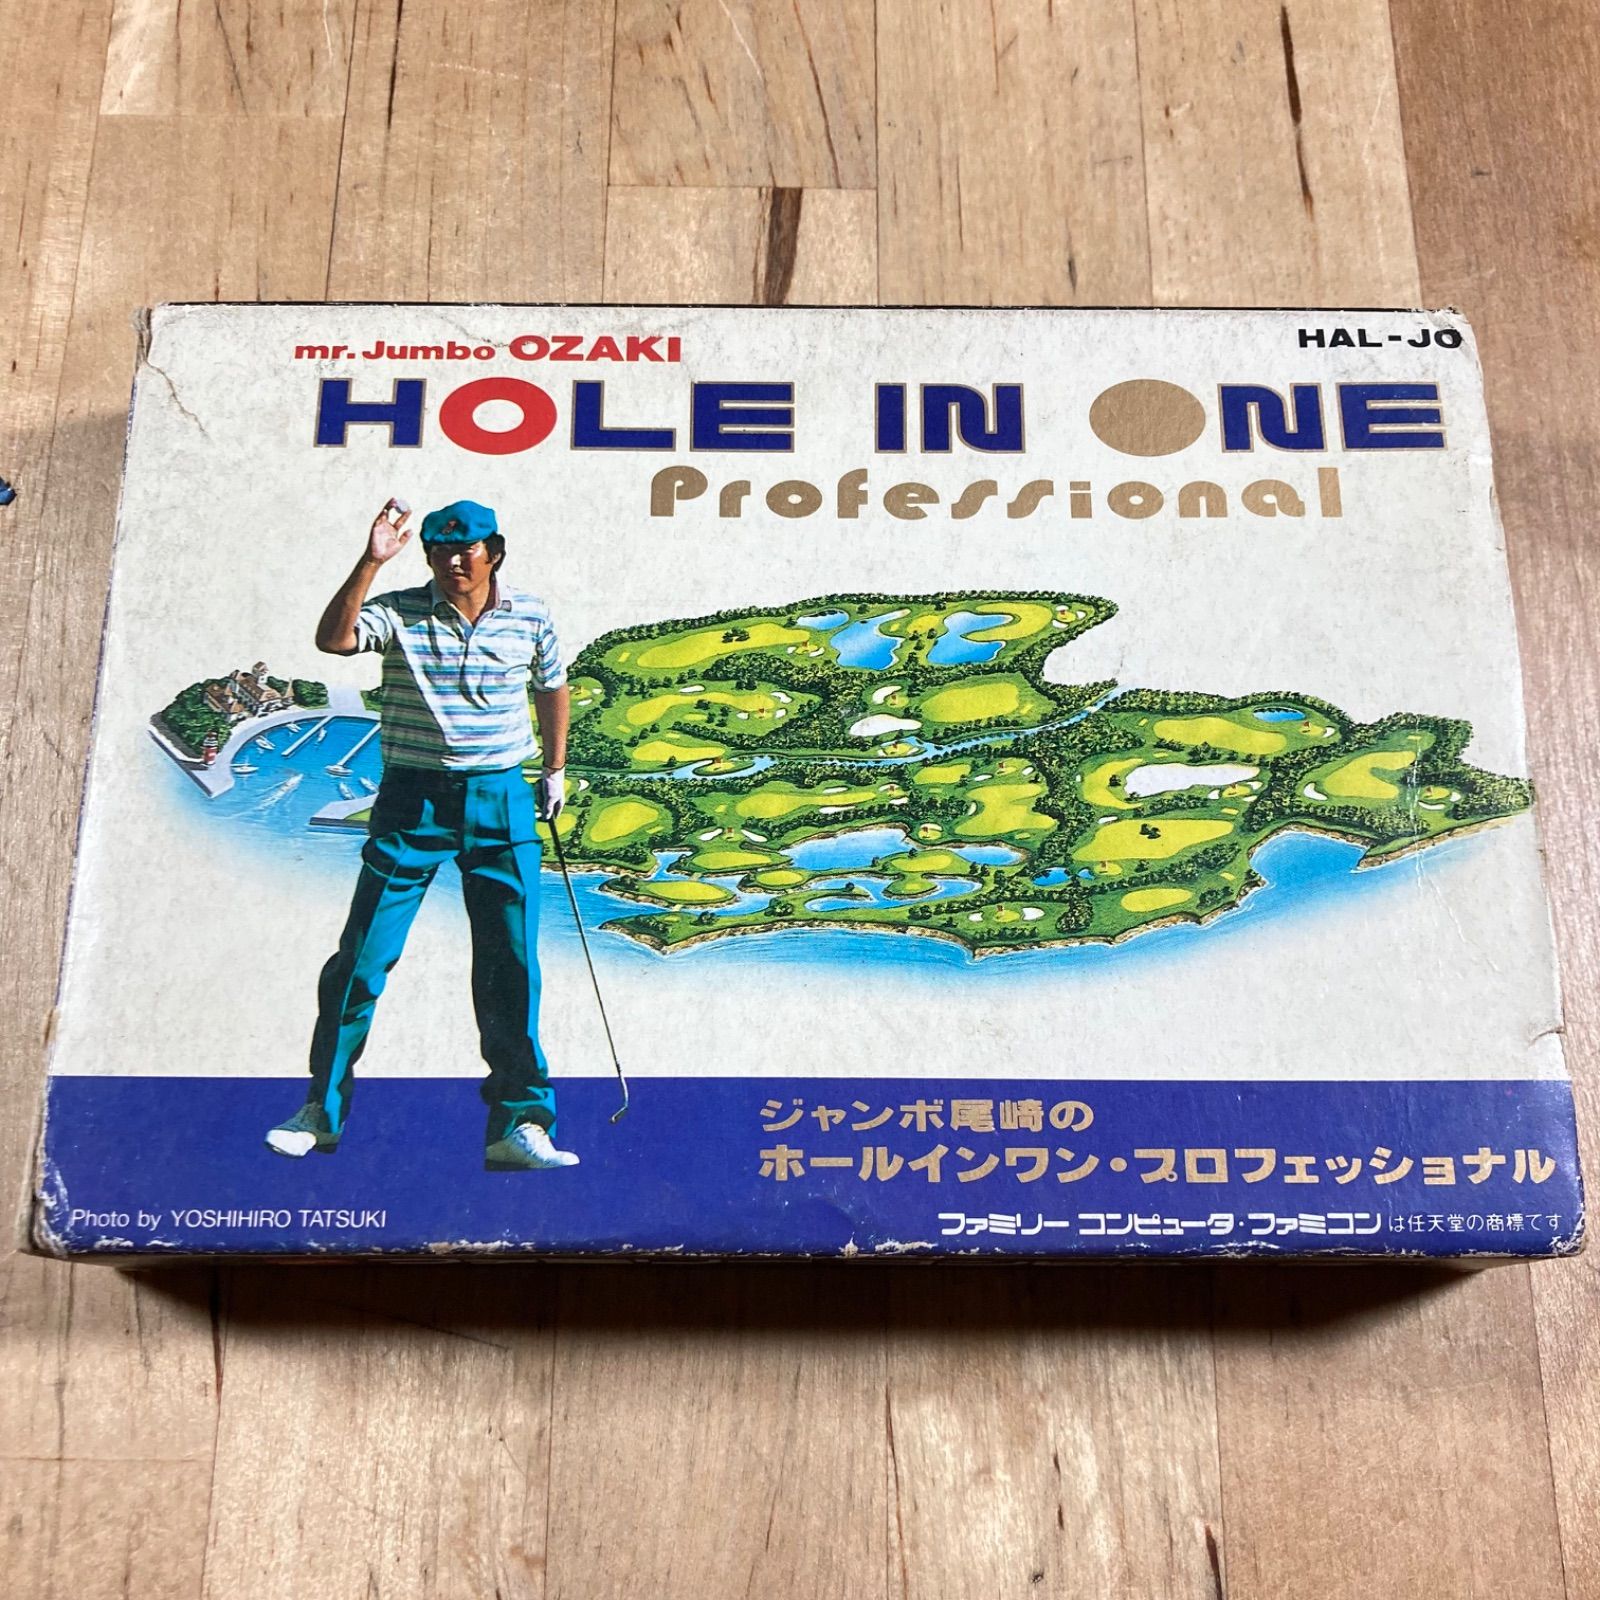 HAL-JO
mr. Jumbo OZAKI
HOLE IN ONE
Professional
ジャンボ尾崎の
ホールインワン・プロフェッショナル
Photo by YOSHIHIRO TATSUKI
ファミリー コンピュータ・ファミコンは任天堂の商標です